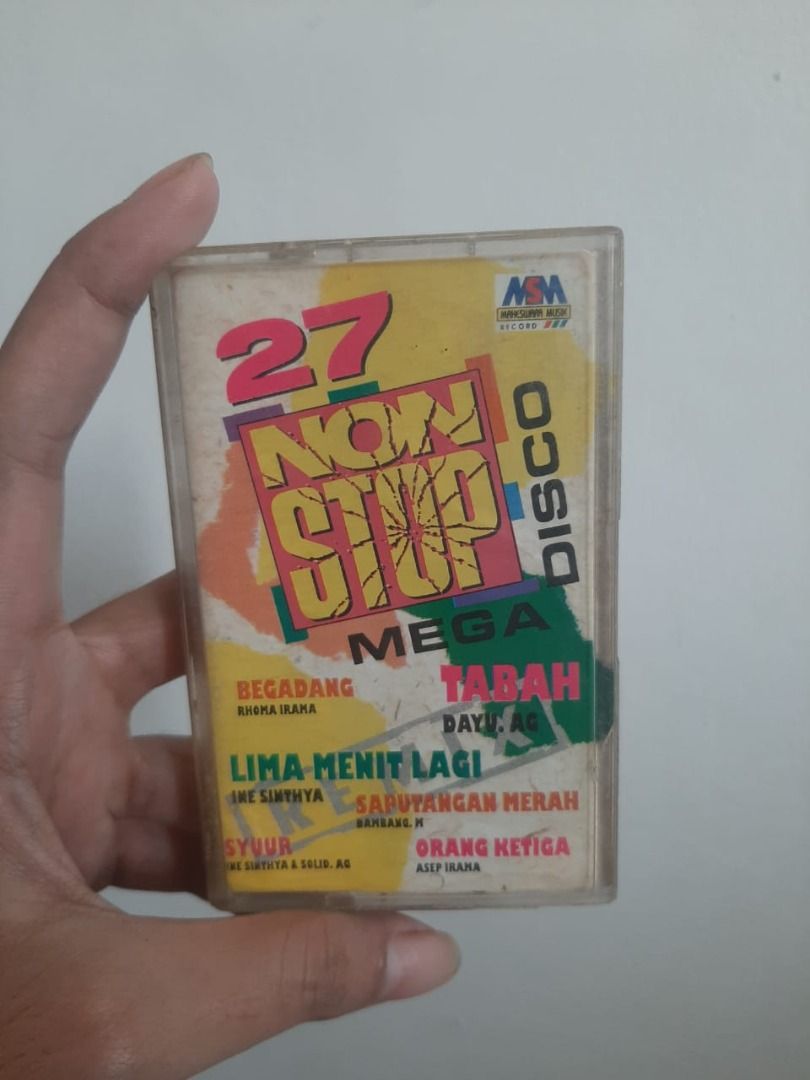 27
NON
STOP
MEGA
DISCO
MSM
MAHESWARA MUSIK
RECORD
BEGADANG
RHOMA IRAMA
TABAH
DAYU. AG
LIMA MENIT LAGI
INE SINTHYA
SAPUTANGAN MERAH
BAMBANG. M
SYUUR
INE SINTHYA & SOLID. AG
ORANG KETIGA
ASEP IRAMA
REMIX